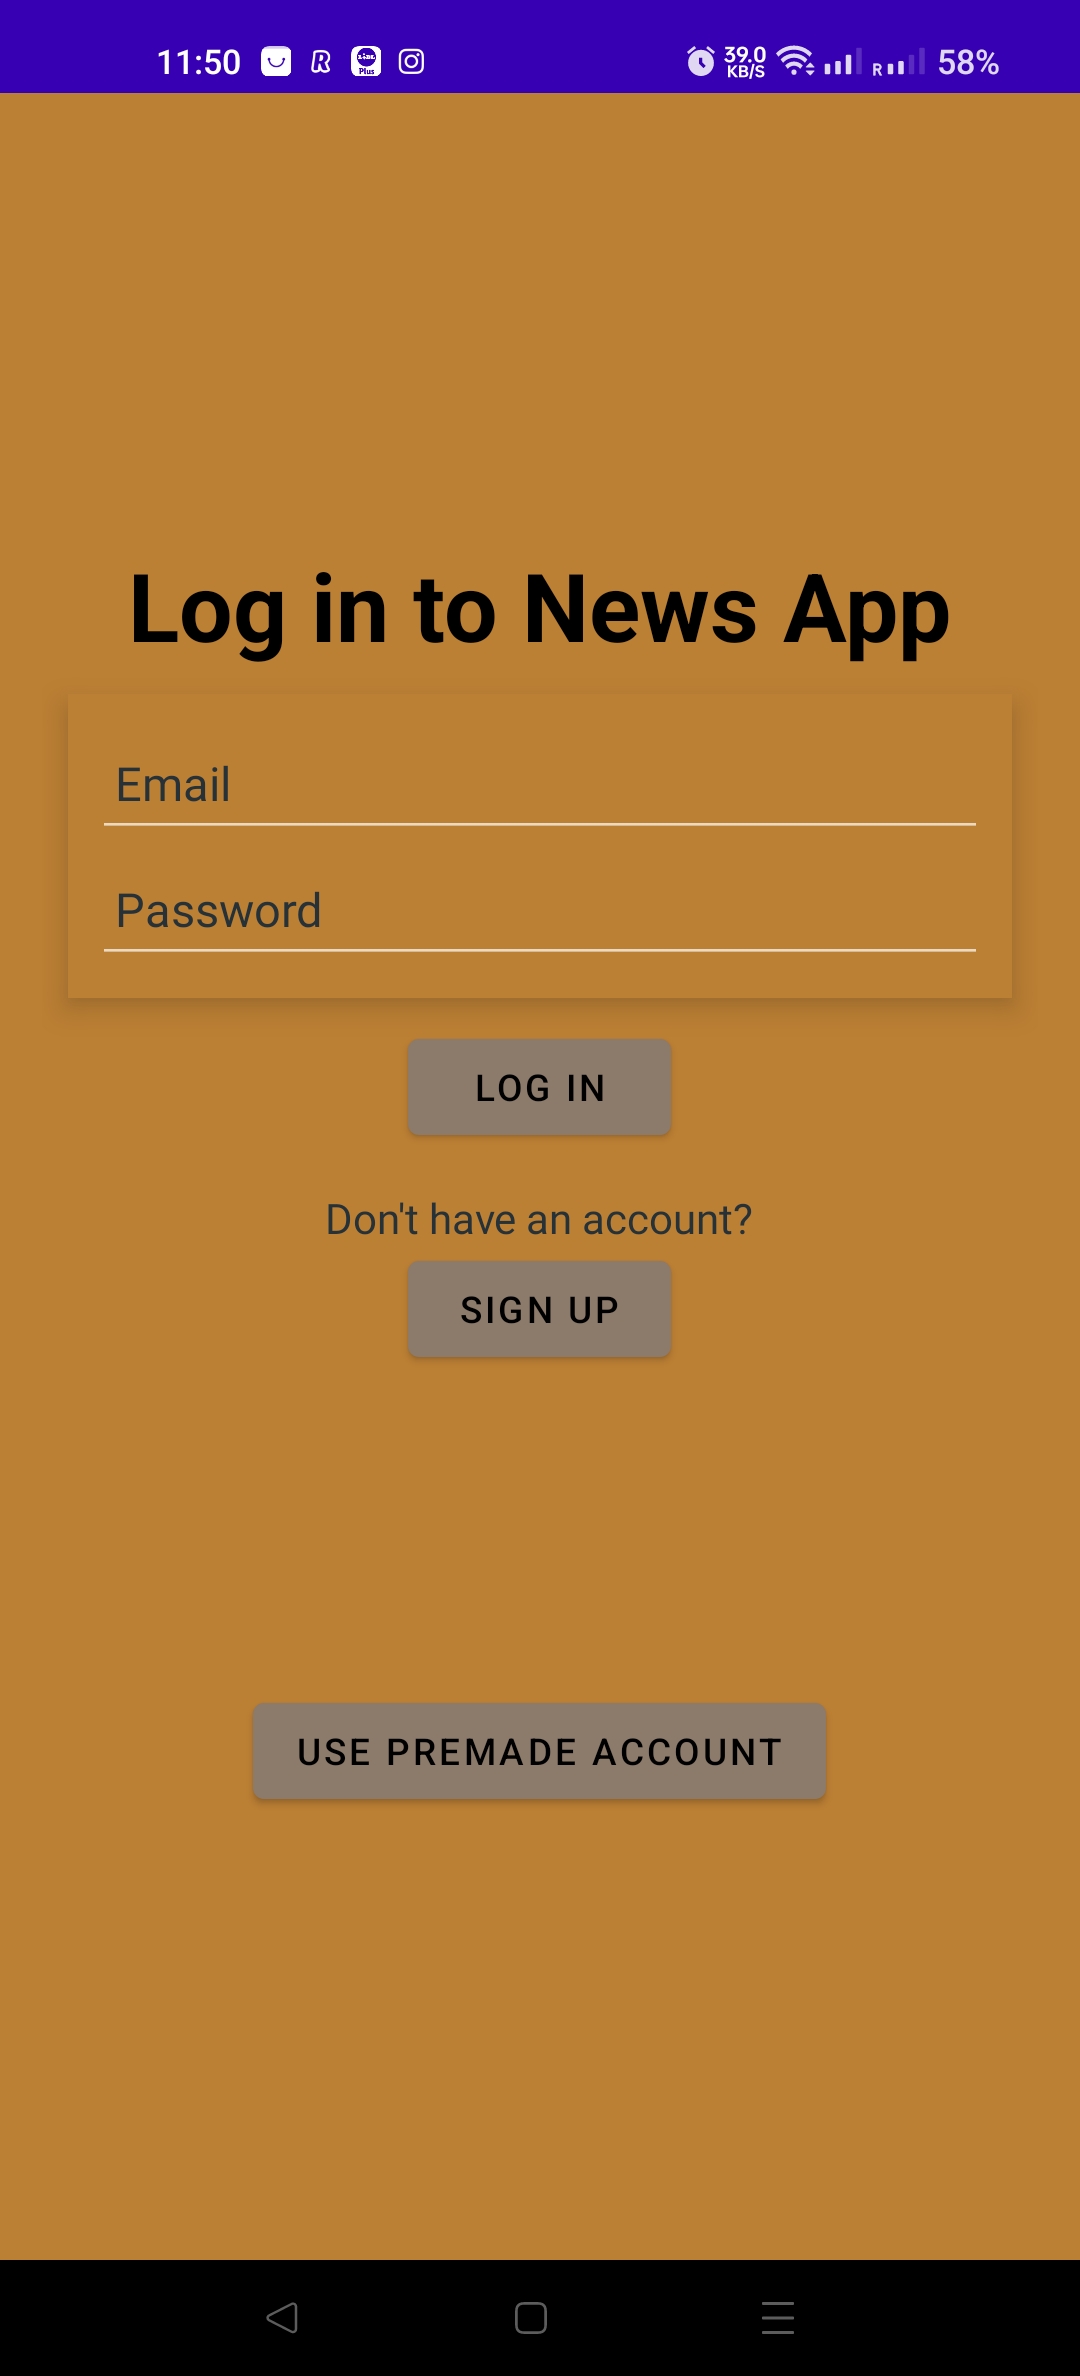 11:50 39.0 KB/S R 58%
Log in to News App
Email
Password
LOG IN
Don't have an account?
SIGN UP
USE PREMADE ACCOUNT